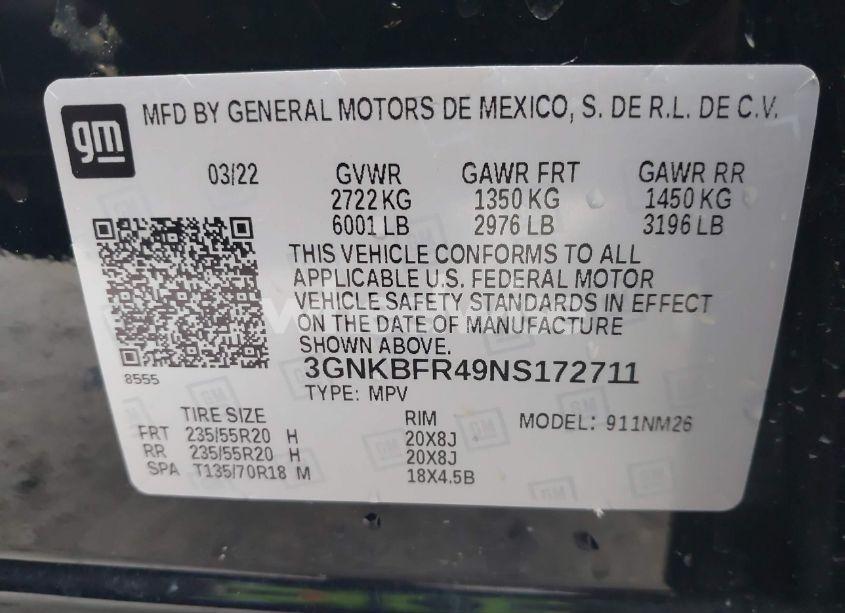 gm
MFD BY GENERAL MOTORS DE MEXICO, S. DE R.L. DE C.V.
03/22 GVWR GAWR FRT GAWR RR
2722 KG 1350 KG 1450 KG
6001 LB 2976 LB 3196 LB
THIS VEHICLE CONFORMS TO ALL
APPLICABLE U.S. FEDERAL MOTOR
VEHICLE SAFETY STANDARDS IN EFFECT
ON THE DATE OF MANUFACTURE
SHOWN ABOVE.
8555
3GNKBFR49NS172711
TYPE: MPV
TIRE SIZE RIM MODEL: 911NM26
FRT 235/55R20 H 20X8J
RR 235/55R20 H 20X8J
SPA T135/70R18 M 18X4.5B